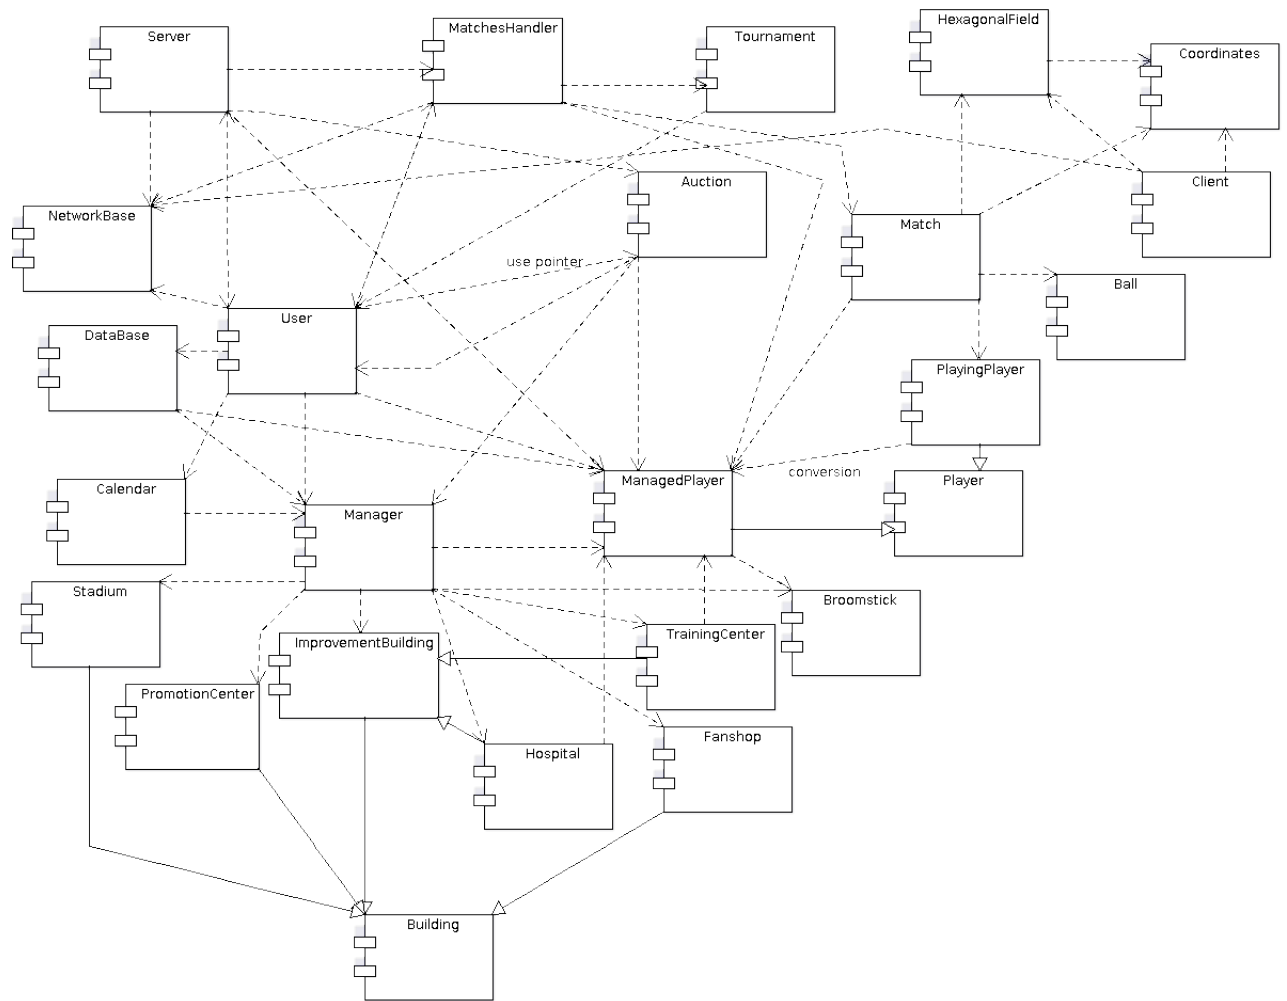 HexagonalField
MatchesHandler
Server
Tournament
Coordinates
Auction
Client
NetworkBase
Match
use pointer
Ball
User
DataBase
PlayingPlayer
conversion
ManagedPlayer
Player
Calendar
Manager
Stadium
Broomstick
TrainingCenter
ImprovementBuilding
PromotionCenter
Fanshop
Hospital
Building